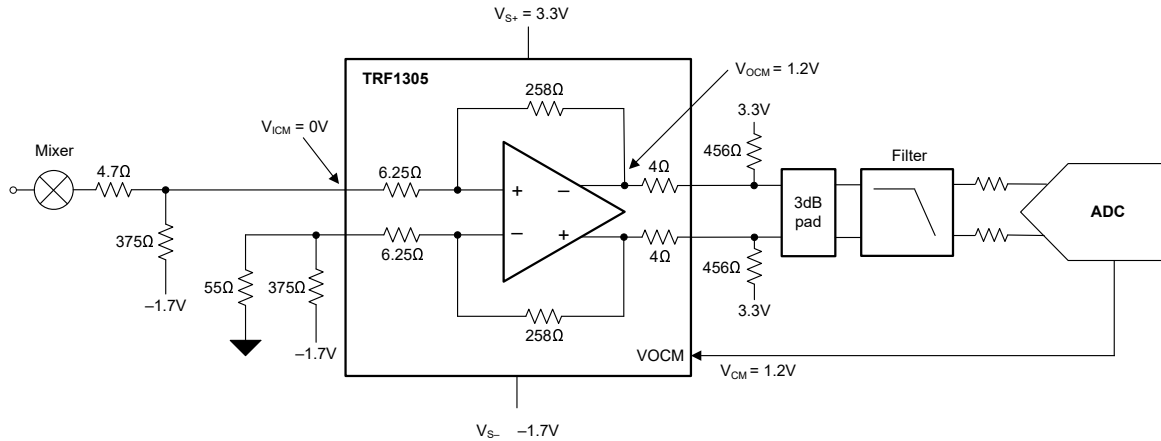 V_S+ = 3.3V
TRF1305
V_OCM = 1.2V
258Ω
3.3V
V_ICM = 0V
456Ω
Filter
Mixer
4.7Ω
6.25Ω
4Ω
+
−
3dB
pad
ADC
375Ω
−
+
6.25Ω
4Ω
55Ω
375Ω
456Ω
–1.7V
3.3V
258Ω
–1.7V
VOCM
V_CM = 1.2V
V_S– –1.7V